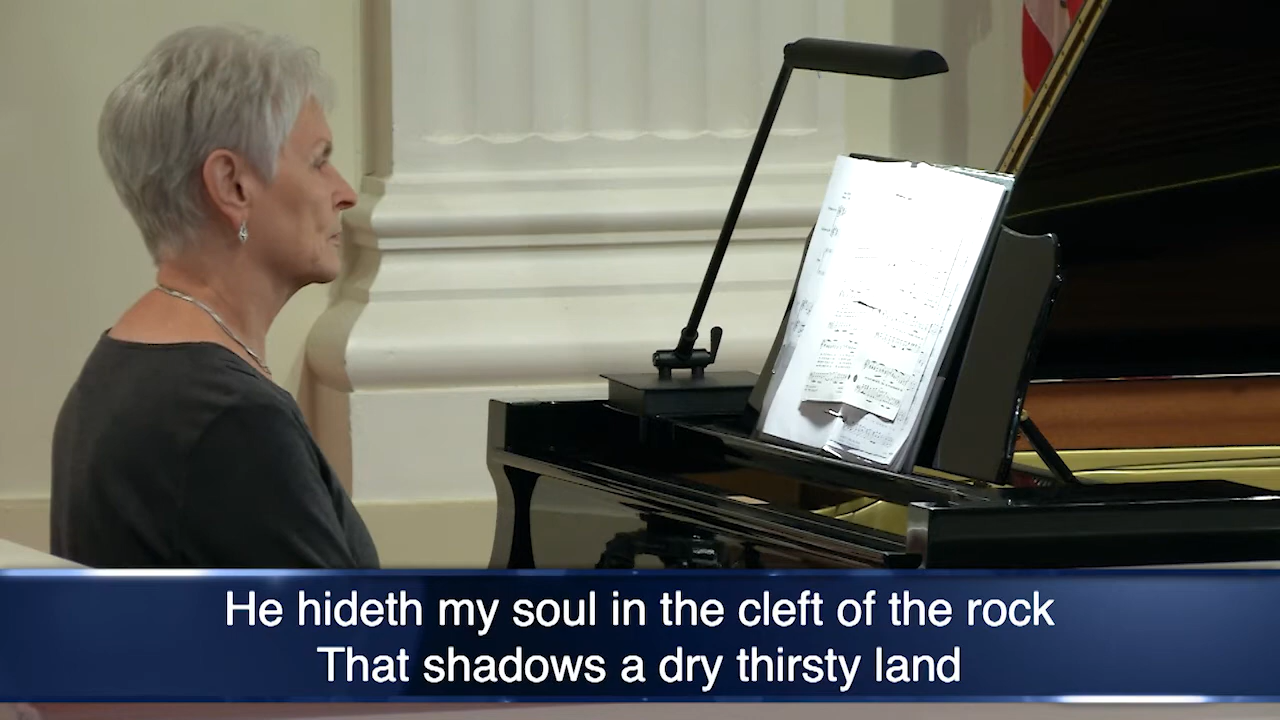 He hideth my soul in the cleft of the rock
That shadows a dry thirsty land